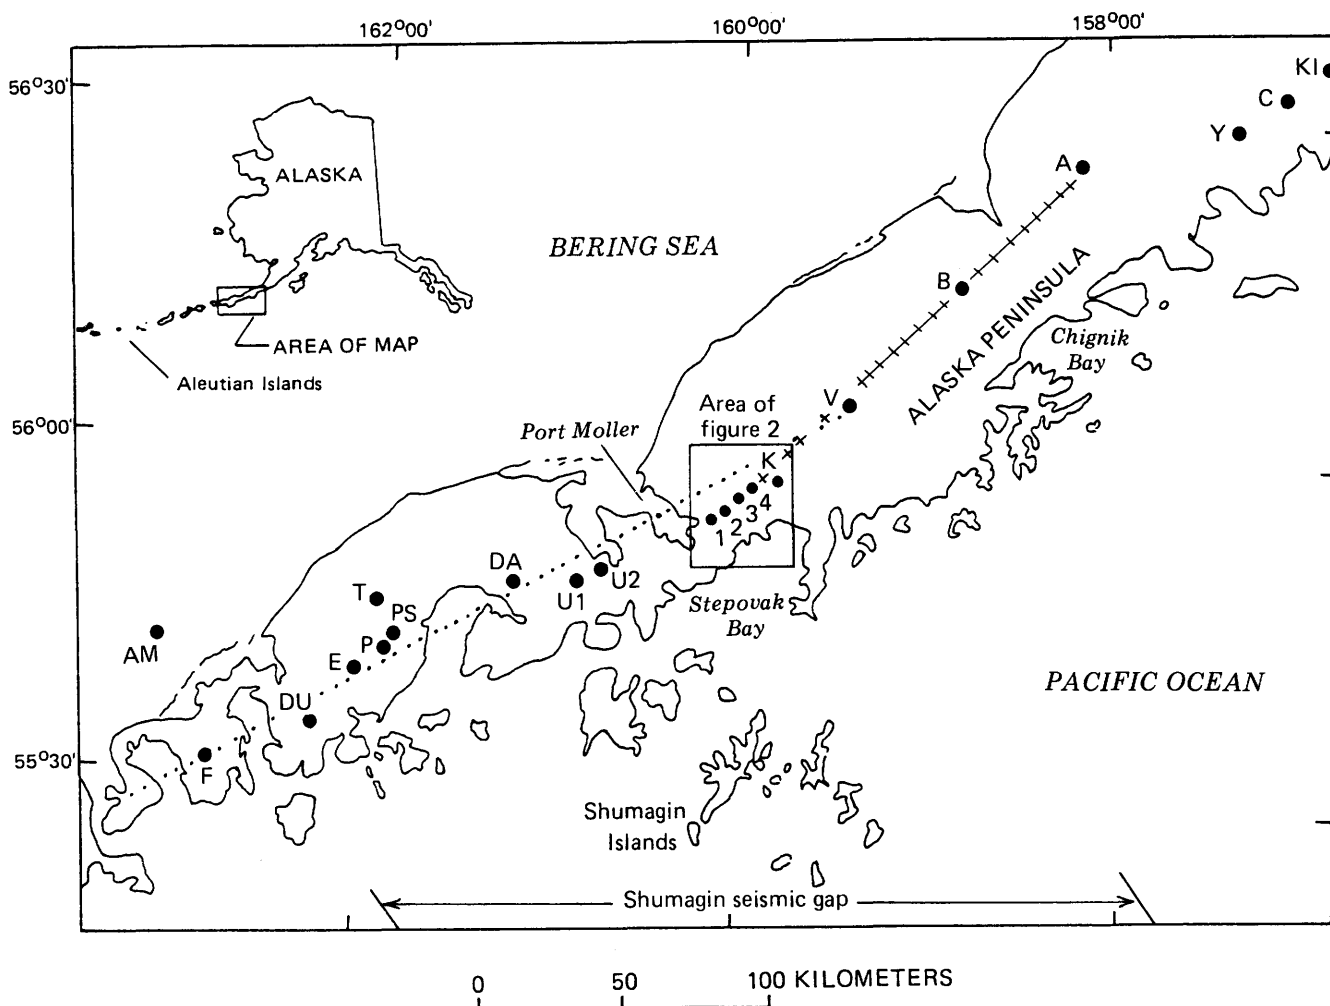 162°00'
160°00'
158°00'
56°30'
KI
C
Y
A
ALASKA
BERING SEA
B
ALASKA PENINSULA
AREA OF MAP
Aleutian Islands
Chignik
Bay
V
56°00'
Area of
figure 2
Port Moller
K
4
3
2
1
DA
U2
U1
T
PS
P
E
Stepovak
Bay
AM
DU
PACIFIC OCEAN
F
55°30'
Shumagin
Islands
Shumagin seismic gap
0 50 100 KILOMETERS